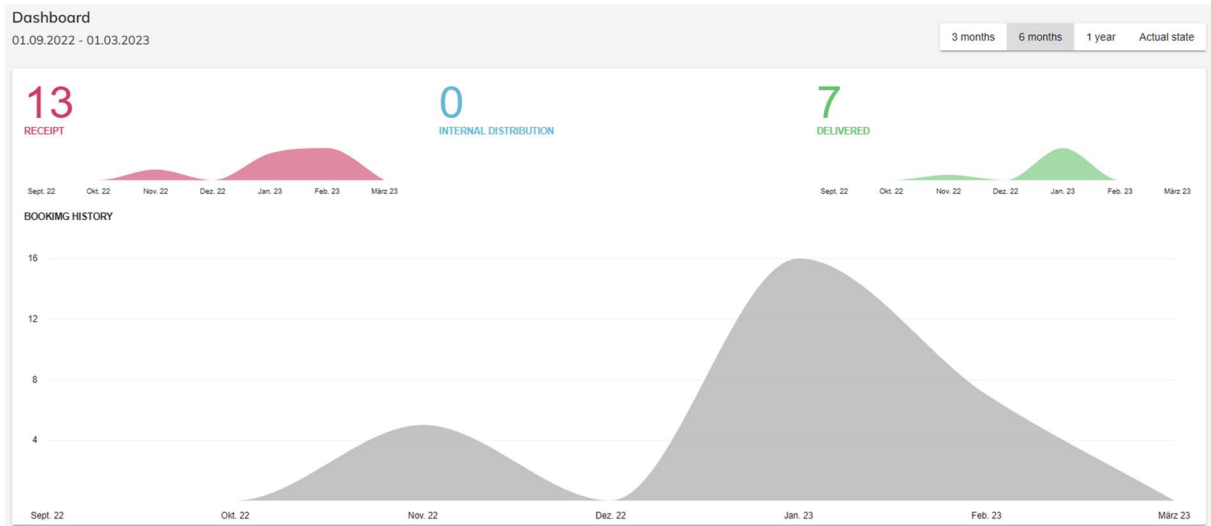 Dashboard
01.09.2022 - 01.03.2023
3 months 6 months 1 year Actual state
13 0 7
RECEIPT INTERNAL DISTRIBUTION DELIVERED
Sept. 22 Okt. 22 Nov. 22 Dez. 22 Jan. 23 Feb. 23 März 23
Sept. 22 Okt. 22 Nov. 22 Dez. 22 Jan. 23 Feb. 23 März 23
BOOKIMG HISTORY
16
12
8
4
Sept. 22 Okt. 22 Nov. 22 Dez. 22 Jan. 23 Feb. 23 März 23